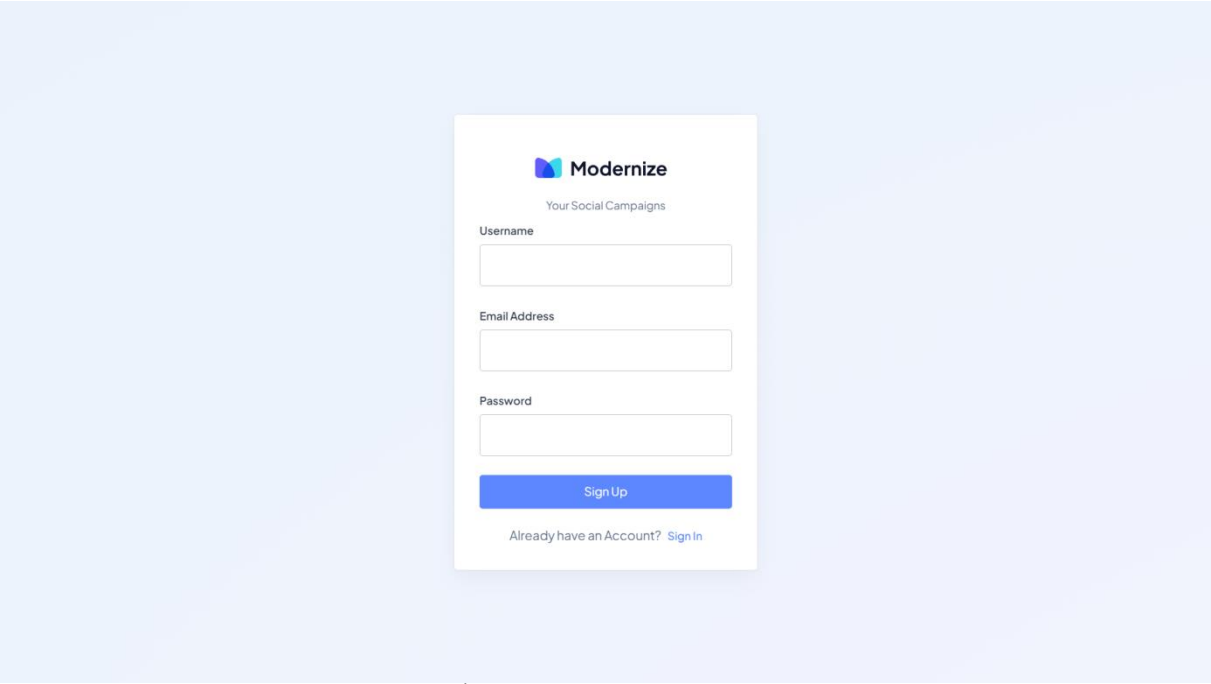 Modernize
Your Social Campaigns
Username
Email Address
Password
Sign Up
Already have an Account? Sign In